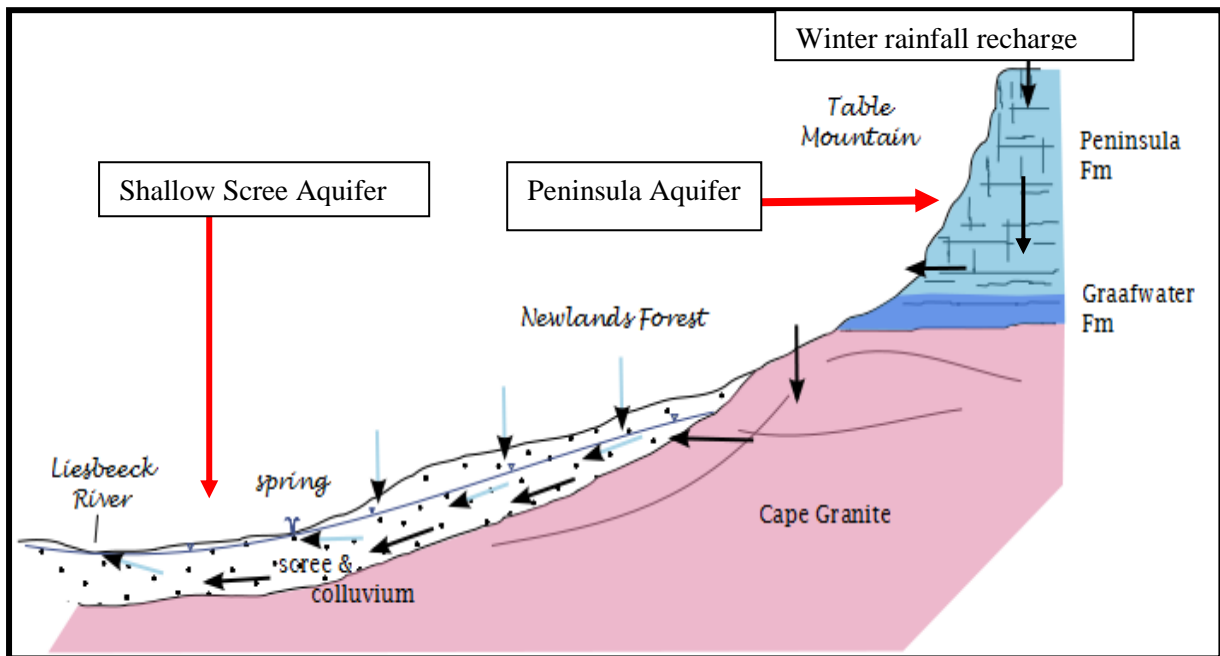 Winter rainfall recharge
Table
Mountain
Peninsula
Fm
Shallow Scree Aquifer
Peninsula Aquifer
Graafwater
Fm
Newlands Forest
Liesbeeck
River
spring
Cape Granite
scree &
colluvium